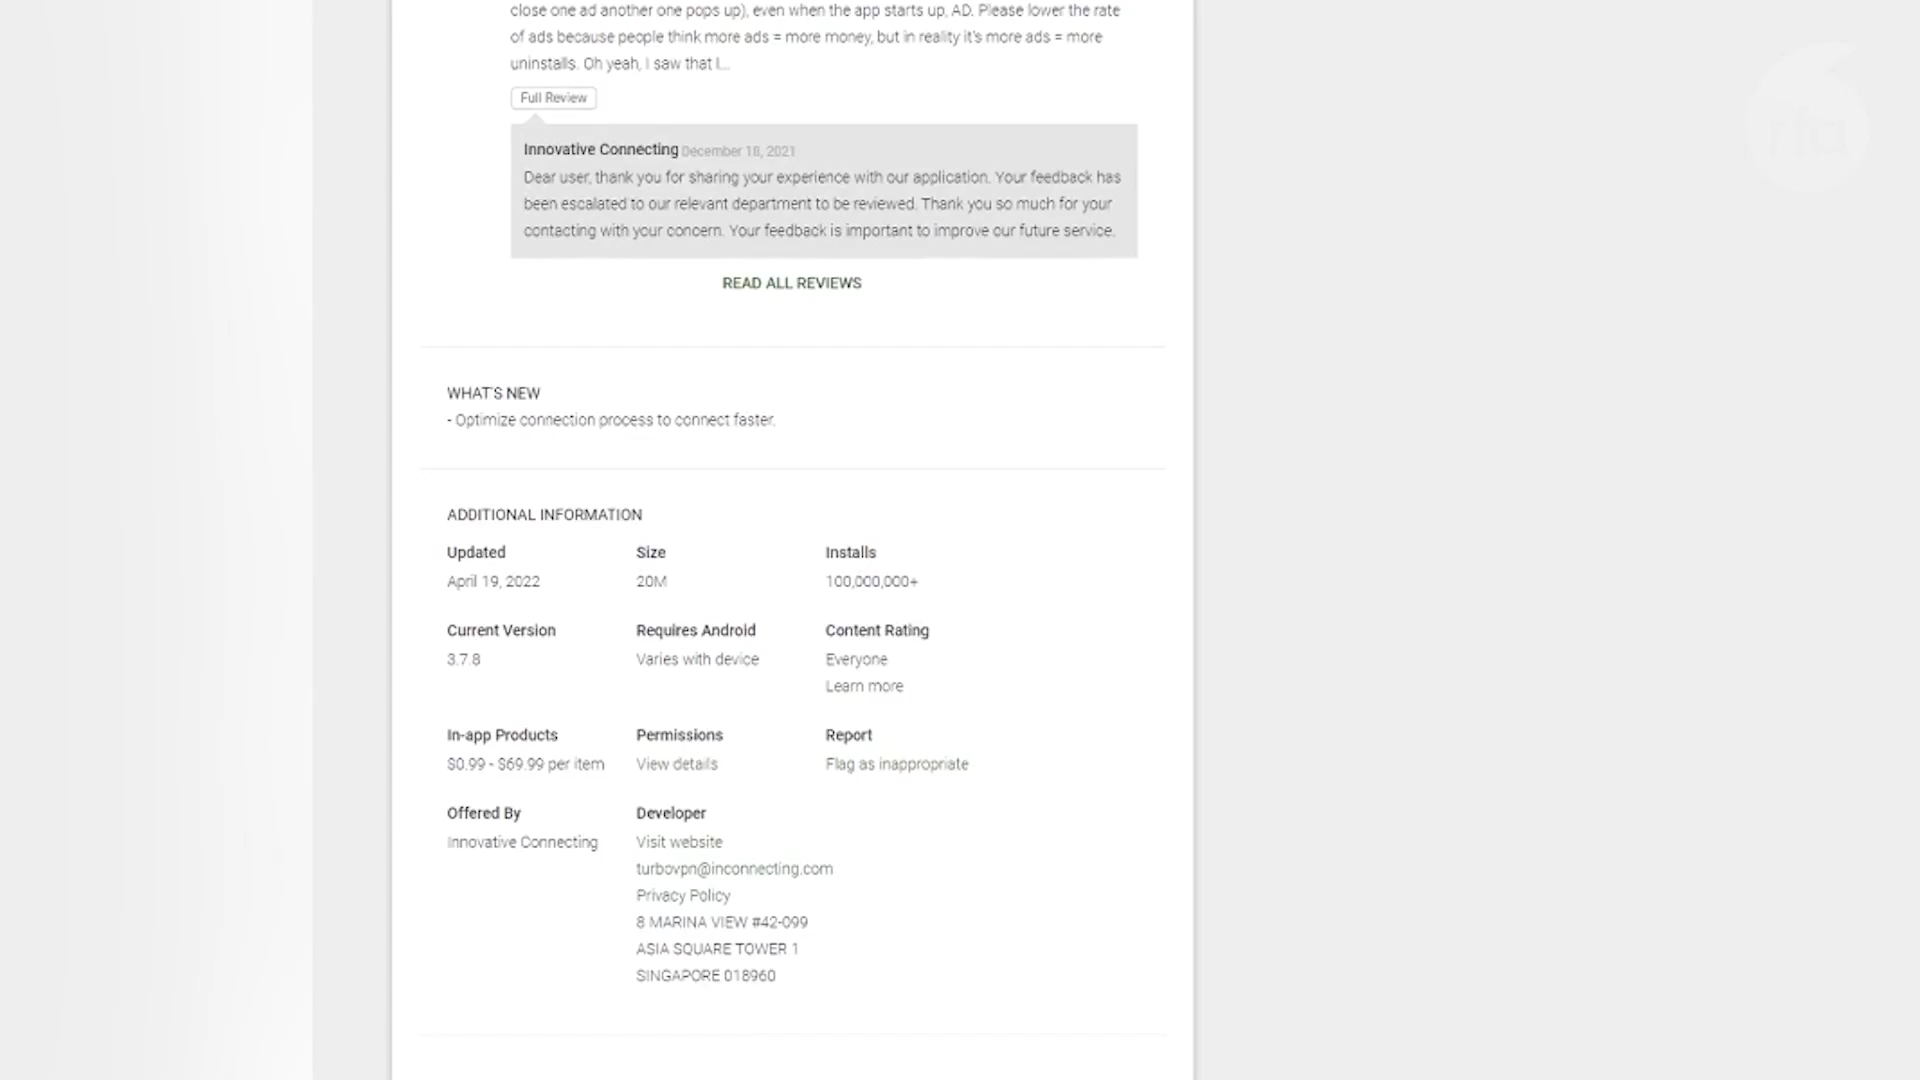 close one ad another one pops up), even when the app starts up, AD. Please lower the rate
of ads because people think more ads = more money, but in reality it's more ads = more
uninstalls. Oh yeah, I saw that I...
Full Review
Innovative Connecting December 18, 2021
Dear user, thank you for sharing your experience with our application. Your feedback has
been escalated to our relevant department to be reviewed. Thank you so much for your
contacting with your concern. Your feedback is important to improve our future service.
READ ALL REVIEWS
WHAT'S NEW
- Optimize connection process to connect faster.
ADDITIONAL INFORMATION
Updated Size Installs
April 19, 2022 20M 100,000,000+
Current Version Requires Android Content Rating
3.7.8 Varies with device Everyone
Learn more
In-app Products Permissions Report
$0.99 - $69.99 per item View details Flag as inappropriate
Offered By Developer
Innovative Connecting Visit website
turbovpn@inconnecting.com
Privacy Policy
8 MARINA VIEW #42-099
ASIA SQUARE TOWER 1
SINGAPORE 018960
rfa